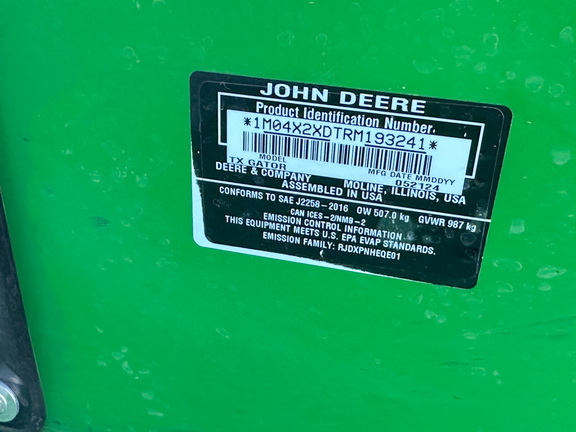 JOHN DEERE
Product Identification Number
*1M04X2XDTRM193241*
MODEL MFG DATE MMDDYY
TX GATOR 052124
DEERE & COMPANY MOLINE, ILLINOIS, USA
ASSEMBLED IN USA
CONFORMS TO SAE J2258-2016 OW 507.0 kg GVWR 987 kg
CAN ICES-2/NMB-2
EMISSION CONTROL INFORMATION
THIS EQUIPMENT MEETS U.S. EPA EVAP STANDARDS.
EMISSION FAMILY: RJDXPNHEQE01